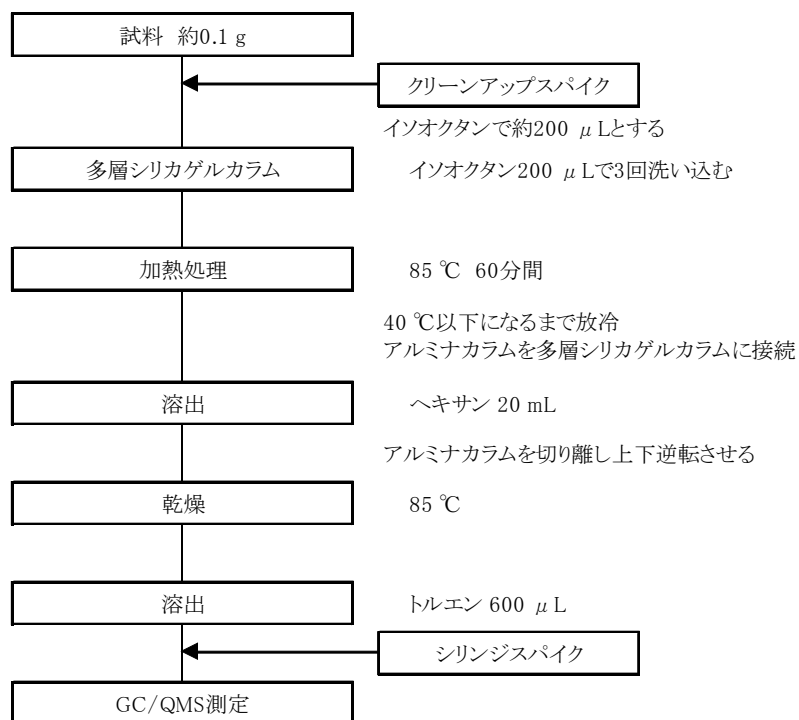 試料 約0.1 g
クリーンアップスパイク
イソオクタンで約200 μLとする
多層シリカゲルカラム
イソオクタン200 μLで3回洗い込む
加熱処理
85 ℃ 60分間
40 ℃以下になるまで放冷
アルミナカラムを多層シリカゲルカラムに接続
溶出
ヘキサン 20 mL
アルミナカラムを切り離し上下逆転させる
乾燥
85 ℃
溶出
トルエン 600 μL
シリンジスパイク
GC/QMS測定